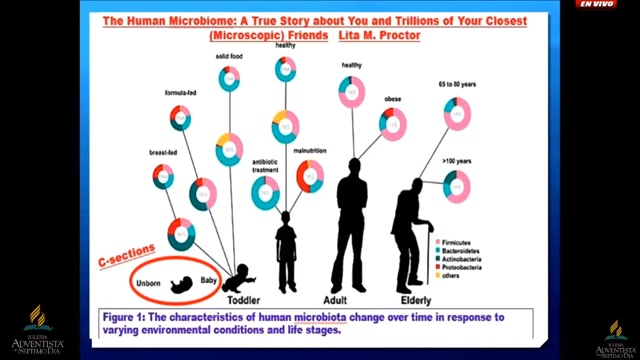 EN VIVO
The Human Microbiome: A True Story about You and Trillions of Your Closest
(Microscopic) Friends Lita M. Proctor
healthy
solid food
healthy
65 to 80 years
formula-fed
obese
breast-fed
antibiotic
treatment
malnutrition
>100 years
C-sections
Unborn
Baby
Toddler
Adult
Elderly
Firmicutes
Bacteroidetes
Actinobacteria
Proteobacteria
others
Figure 1: The characteristics of human microbiota change over time in response to
varying environmental conditions and life stages.
IGLESIA
ADVENTISTA
DEL
SÉPTIMO DÍA
IGLESIA
ADVENTISTA
DEL
SÉPTIMO DÍA